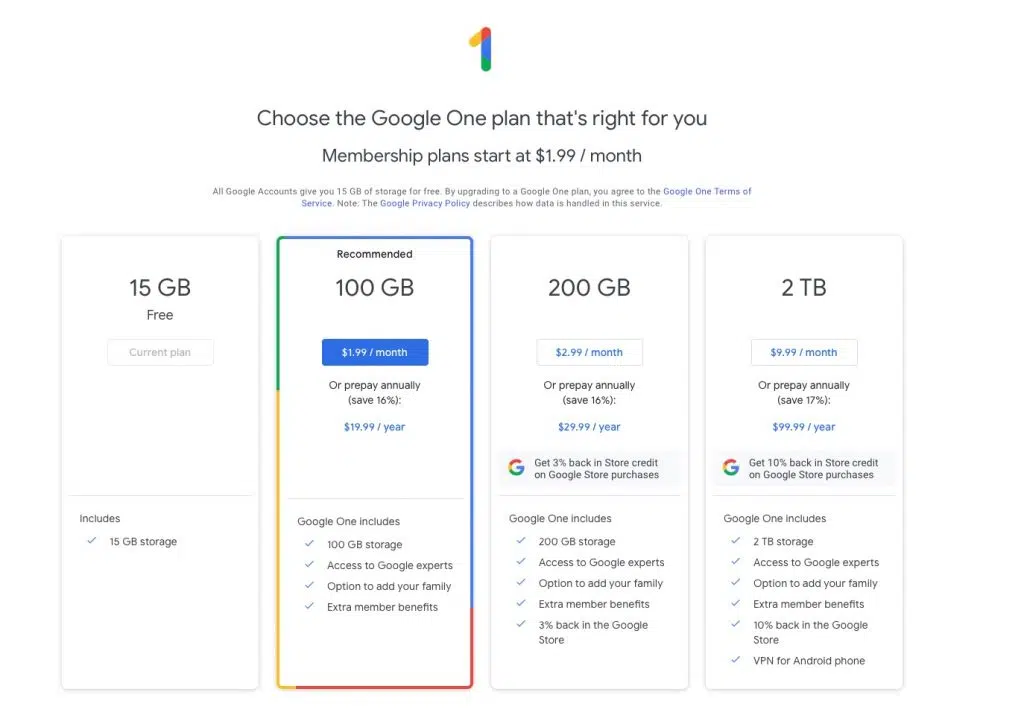 Choose the Google One plan that's right for you
Membership plans start at $1.99 / month
All Google Accounts give you 15 GB of storage for free. By upgrading to a Google One plan, you agree to the Google One Terms of
Service. Note: The Google Privacy Policy describes how data is handled in this service.
15 GB
Free
Current plan
Includes
15 GB storage
Recommended
100 GB
$1.99 / month
Or prepay annually
(save 16%):
$19.99 / year
Google One includes
100 GB storage
Access to Google experts
Option to add your family
Extra member benefits
200 GB
$2.99 / month
Or prepay annually
(save 16%):
$29.99 / year
Get 3% back in Store credit
on Google Store purchases
Google One includes
200 GB storage
Access to Google experts
Option to add your family
Extra member benefits
3% back in the Google
Store
2 TB
$9.99 / month
Or prepay annually
(save 17%):
$99.99 / year
Get 10% back in Store credit
on Google Store purchases
Google One includes
2 TB storage
Access to Google experts
Option to add your family
Extra member benefits
10% back in the Google
Store
VPN for Android phone